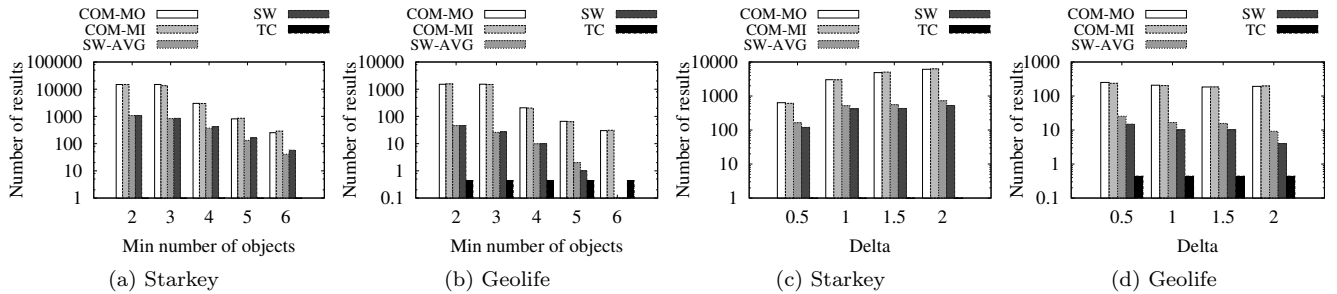 COM-MO
COM-MI
SW-AVG
SW
TC
Number of results
100000
10000
1000
100
10
1
2 3 4 5 6
Min number of objects
(a) Starkey
COM-MO
COM-MI
SW-AVG
SW
TC
Number of results
10000
1000
100
10
1
0.1
2 3 4 5 6
Min number of objects
(b) Geolife
COM-MO
COM-MI
SW-AVG
SW
TC
Number of results
10000
1000
100
10
1
0.5 1 1.5 2
Delta
(c) Starkey
COM-MO
COM-MI
SW-AVG
SW
TC
Number of results
1000
100
10
1
0.1
0.5 1 1.5 2
Delta
(d) Geolife